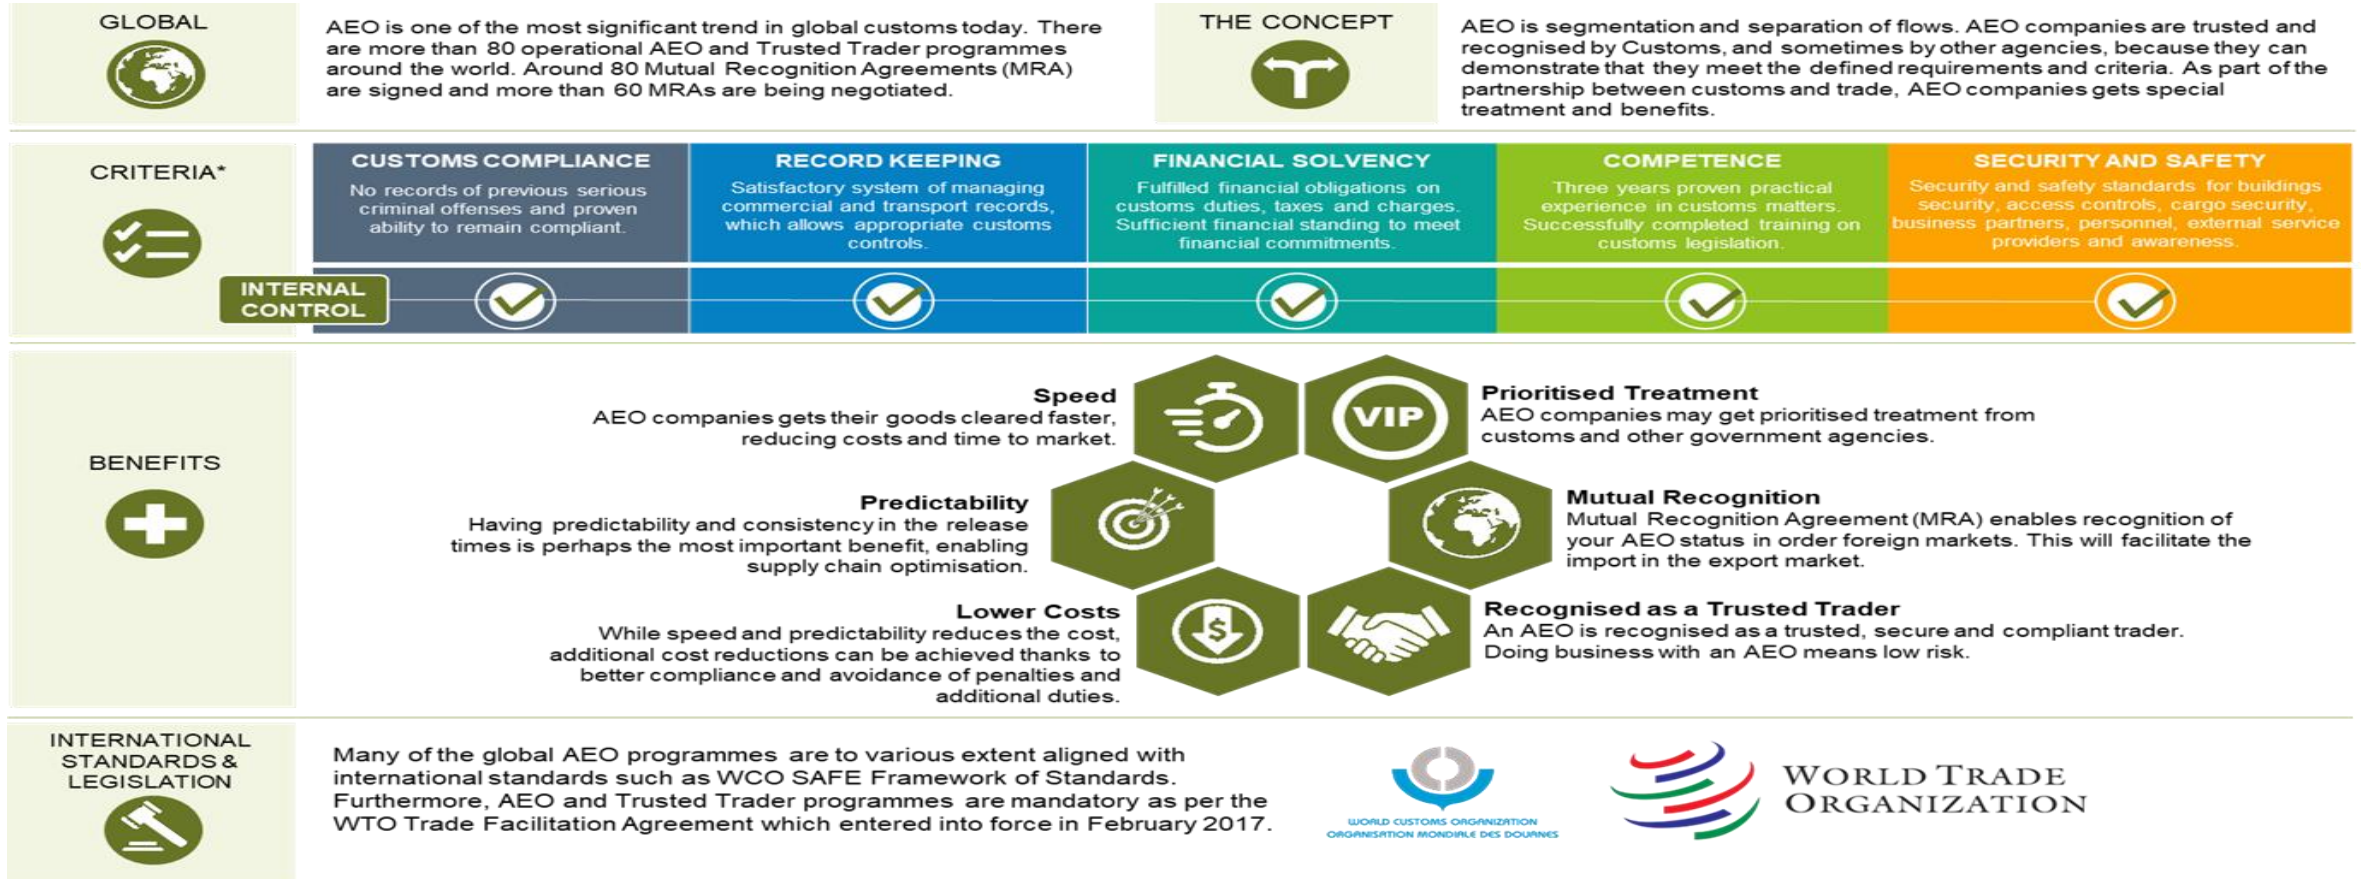 GLOBAL
AEO is one of the most significant trend in global customs today. There
are more than 80 operational AEO and Trusted Trader programmes
around the world. Around 80 Mutual Recognition Agreements (MRA)
are signed and more than 60 MRAs are being negotiated.
THE CONCEPT
AEO is segmentation and separation of flows. AEO companies are trusted and
recognised by Customs, and sometimes by other agencies, because they can
demonstrate that they meet the defined requirements and criteria. As part of the
partnership between customs and trade, AEO companies gets special
treatment and benefits.
CRITERIA*
CUSTOMS COMPLIANCE
No records of previous serious
criminal offenses and proven
ability to remain compliant.
RECORD KEEPING
Satisfactory system of managing
commercial and transport records,
which allows appropriate customs
controls.
FINANCIAL SOLVENCY
Fulfilled financial obligations on
customs duties, taxes and charges.
Sufficient financial standing to meet
financial commitments.
COMPETENCE
Three years proven practical
experience in customs matters.
Successfully completed training on
customs legislation.
SECURITY AND SAFETY
Security and safety standards for buildings
security, access controls, cargo security,
business partners, personnel, external service
providers and awareness.
INTERNAL
CONTROL
BENEFITS
Speed
AEO companies gets their goods cleared faster,
reducing costs and time to market.
VIP
Prioritised Treatment
AEO companies may get prioritised treatment from
customs and other government agencies.
Predictability
Having predictability and consistency in the release
times is perhaps the most important benefit, enabling
supply chain optimisation.
Mutual Recognition
Mutual Recognition Agreement (MRA) enables recognition of
your AEO status in order foreign markets. This will facilitate the
import in the export market.
Lower Costs
While speed and predictability reduces the cost,
additional cost reductions can be achieved thanks to
better compliance and avoidance of penalties and
additional duties.
$
Recognised as a Trusted Trader
An AEO is recognised as a trusted, secure and compliant trader.
Doing business with an AEO means low risk.
INTERNATIONAL
STANDARDS &
LEGISLATION
Many of the global AEO programmes are to various extent aligned with
international standards such as WCO SAFE Framework of Standards.
Furthermore, AEO and Trusted Trader programmes are mandatory as per the
WTO Trade Facilitation Agreement which entered into force in February 2017.
WORLD CUSTOMS ORGANIZATION
ORGANISATION MONDIALE DES DOUANES
WORLD TRADE
ORGANIZATION